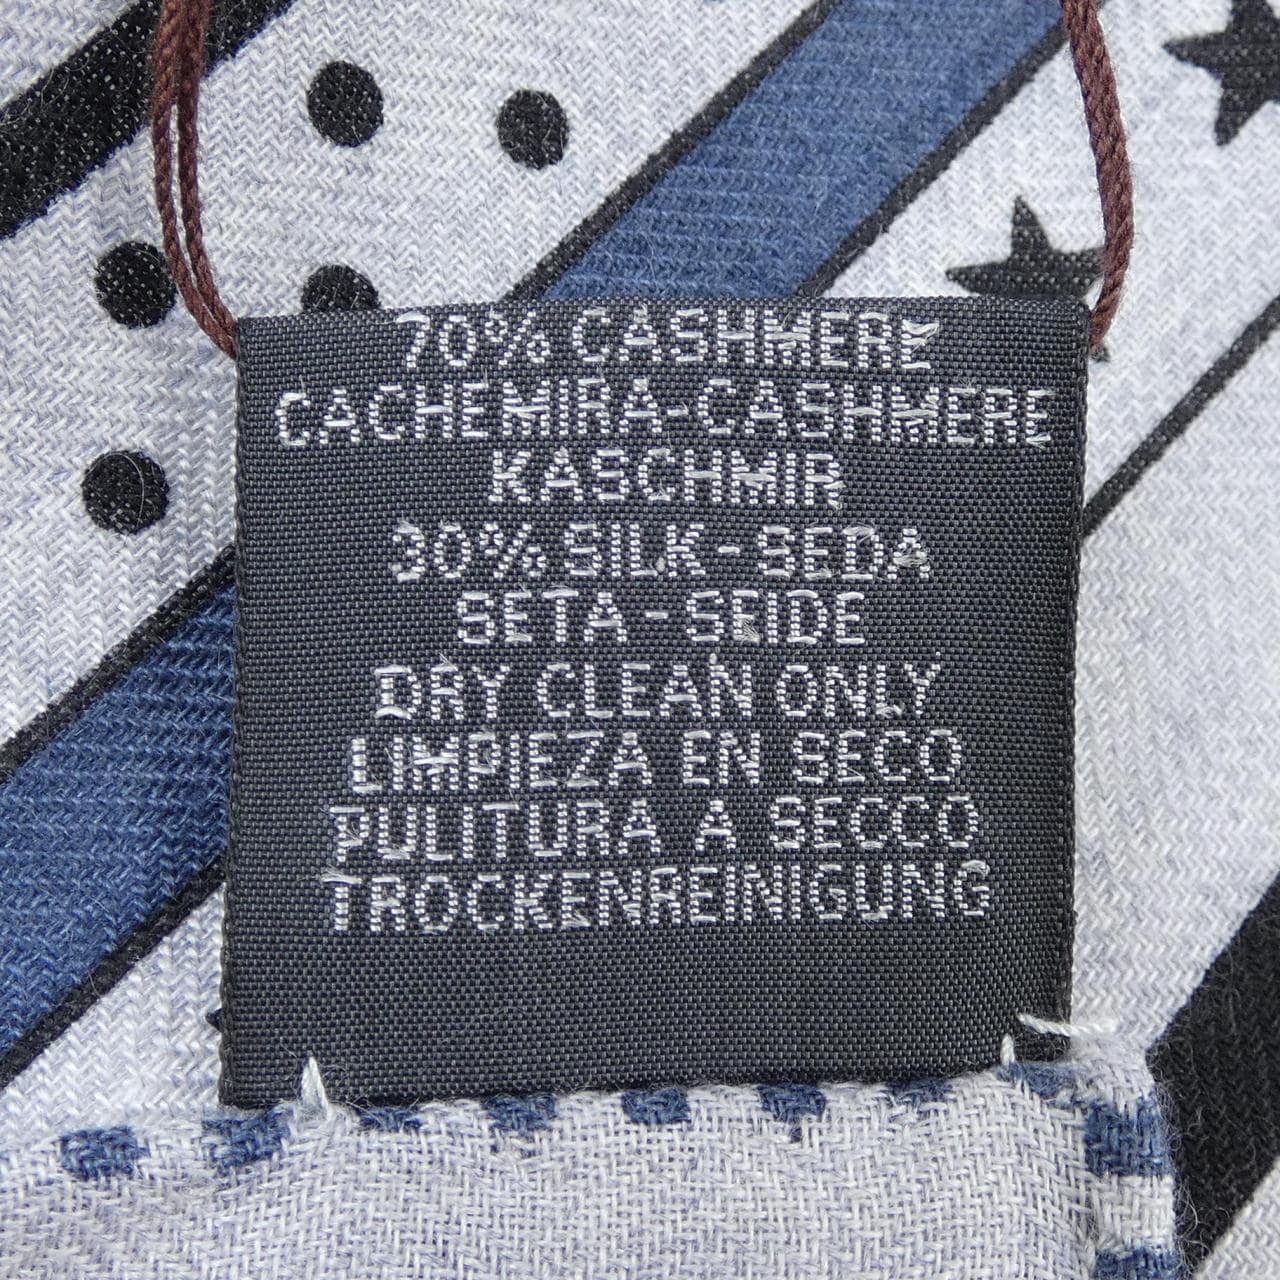 70% CASHMERE
CACHEMIRA-CASHMERE
KASCHMIR
30% SILK - SEDA
SETA - SEIDE
DRY CLEAN ONLY
LIMPIEZA EN SECO
PULITURA A SECCO
TROCKENREINIGUNG